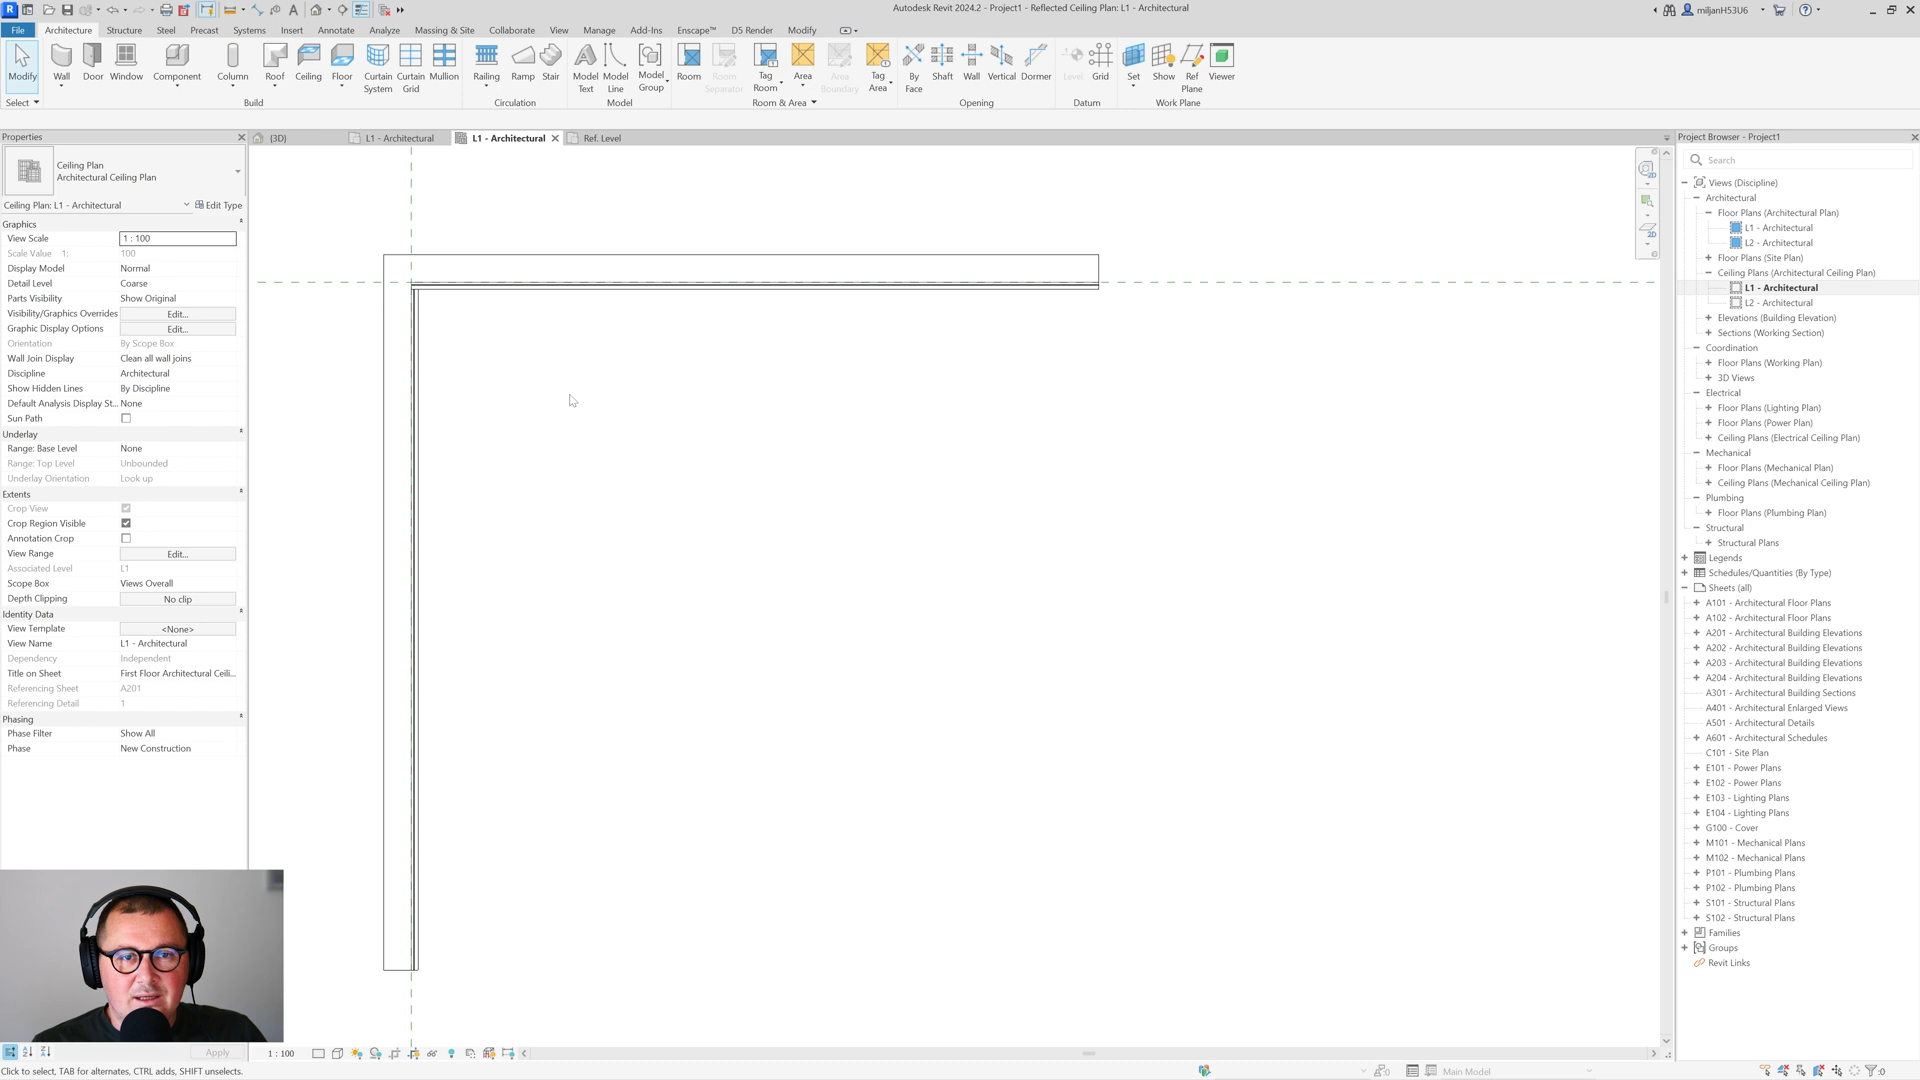 Autodesk Revit 2024.2 - Project1 - Reflected Ceiling Plan: L1 - Architectural
miljanH53U6
File
Architecture
Structure
Steel
Precast
Systems
Insert
Annotate
Analyze
Massing & Site
Collaborate
View
Manage
Add-Ins
Enscape™
D5 Render
Modify
Modify
Wall
Door
Window
Component
Column
Roof
Ceiling
Floor
Curtain System
Curtain Grid
Mullion
Railing
Ramp
Stair
Model Text
Model Line
Model Group
Room
Room Separator
Tag Room
Area
Area Boundary
Tag Area
By Face
Shaft
Wall
Vertical
Dormer
Level
Grid
Set
Show
Ref Plane
Viewer
Select
Build
Circulation
Model
Room & Area
Opening
Datum
Work Plane
Properties
{3D}
L1 - Architectural
L1 - Architectural
Ref. Level
Project Browser - Project1
Ceiling Plan
Architectural Ceiling Plan
Ceiling Plan: L1 - Architectural
Edit Type
Graphics
View Scale 1 : 100
Scale Value 1: 100
Display Model Normal
Detail Level Coarse
Parts Visibility Show Original
Visibility/Graphics Overrides Edit...
Graphic Display Options Edit...
Orientation By Scope Box
Wall Join Display Clean all wall joins
Discipline Architectural
Show Hidden Lines By Discipline
Default Analysis Display St... None
Sun Path
Underlay
Range: Base Level None
Range: Top Level Unbounded
Underlay Orientation Look up
Extents
Crop View
Crop Region Visible
Annotation Crop
View Range Edit...
Associated Level L1
Scope Box Views Overall
Depth Clipping No clip
Identity Data
View Template <None>
View Name L1 - Architectural
Dependency Independent
Title on Sheet First Floor Architectural Ceili...
Referencing Sheet A201
Referencing Detail 1
Phasing
Phase Filter Show All
Phase New Construction
Apply
Search
Views (Discipline)
Architectural
Floor Plans (Architectural Plan)
L1 - Architectural
L2 - Architectural
Floor Plans (Site Plan)
Ceiling Plans (Architectural Ceiling Plan)
L1 - Architectural
L2 - Architectural
Elevations (Building Elevation)
Sections (Working Section)
Coordination
Floor Plans (Working Plan)
3D Views
Electrical
Floor Plans (Lighting Plan)
Floor Plans (Power Plan)
Ceiling Plans (Electrical Ceiling Plan)
Mechanical
Floor Plans (Mechanical Plan)
Ceiling Plans (Mechanical Ceiling Plan)
Plumbing
Floor Plans (Plumbing Plan)
Structural
Structural Plans
Legends
Schedules/Quantities (By Type)
Sheets (all)
A101 - Architectural Floor Plans
A102 - Architectural Floor Plans
A201 - Architectural Building Elevations
A202 - Architectural Building Elevations
A203 - Architectural Building Elevations
A204 - Architectural Building Elevations
A301 - Architectural Building Sections
A401 - Architectural Enlarged Views
A501 - Architectural Details
A601 - Architectural Schedules
C101 - Site Plan
E101 - Power Plans
E102 - Power Plans
E103 - Lighting Plans
E104 - Lighting Plans
G100 - Cover
M101 - Mechanical Plans
M102 - Mechanical Plans
P101 - Plumbing Plans
P102 - Plumbing Plans
S101 - Structural Plans
S102 - Structural Plans
Families
Groups
Revit Links
1 : 100
Click to select, TAB for alternates, CTRL adds, SHIFT unselects.
:0
Main Model
:0